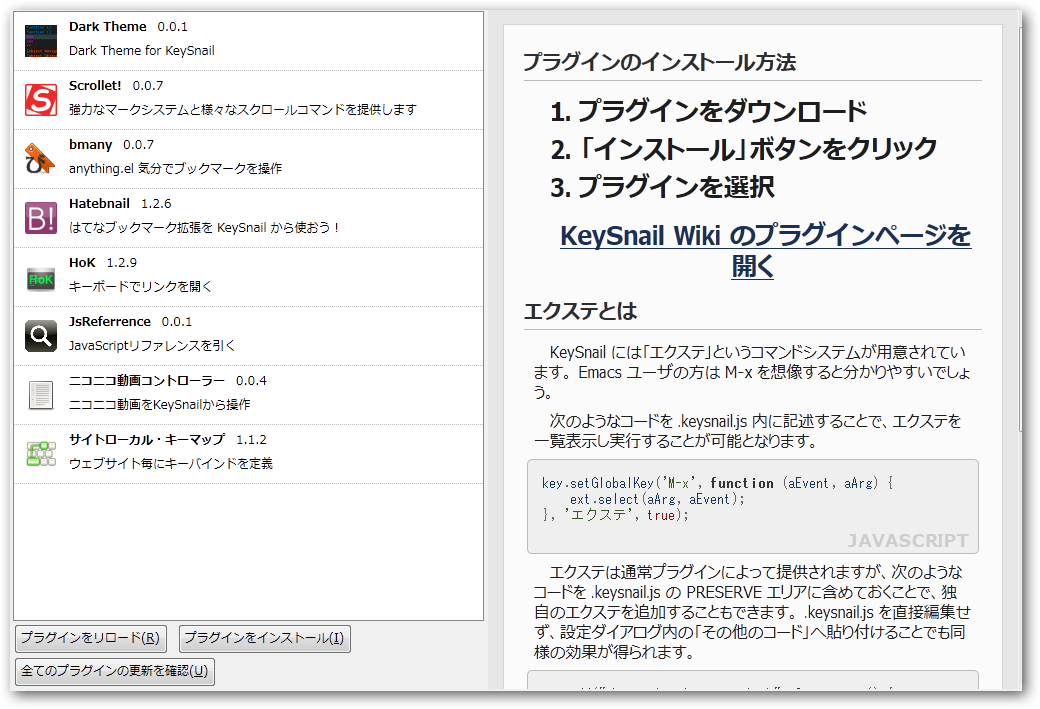 Dark Theme 0.0.1
Dark Theme for KeySnail
Scrollet! 0.0.7
強力なマークシステムと様々なスクロールコマンドを提供します
bmany 0.0.7
anything.el 気分でブックマークを操作
B!
Hatebnail 1.2.6
はてなブックマーク拡張を KeySnail から使おう！
HoK
HoK 1.2.9
キーボードでリンクを開く
JsReferrence 0.0.1
JavaScriptリファレンスを引く
ニコニコ動画コントローラー 0.0.4
ニコニコ動画をKeySnailから操作
サイトローカル・キーマップ 1.1.2
ウェブサイト毎にキーバインドを定義
プラグインをリロード(R)
プラグインをインストール(I)
全てのプラグインの更新を確認(U)
プラグインのインストール方法
1. プラグインをダウンロード
2. 「インストール」ボタンをクリック
3. プラグインを選択
KeySnail Wiki のプラグインページを
開く
エクステとは
KeySnail には「エクステ」というコマンドシステムが用意されてい
ます。Emacs ユーザの方は M-x を想像すると分かりやすいでしょ
う。
次のようなコードを .keysnail.js 内に記述することで、エクステを
一覧表示し実行することが可能となります。
key.setGlobalKey('M-x', function (aEvent, aArg) {
ext.select(aArg, aEvent);
}, 'エクステ', true);
JAVASCRIPT
エクステは通常プラグインによって提供されますが、次のような
コードを .keysnail.js の PRESERVE エリアに含めておくことで、独
自のエクステを追加することもできます。.keysnail.js を直接編集せ
ず、設定ダイアログ内の「その他のコード」へ貼り付けることでも同
様の効果が得られます。